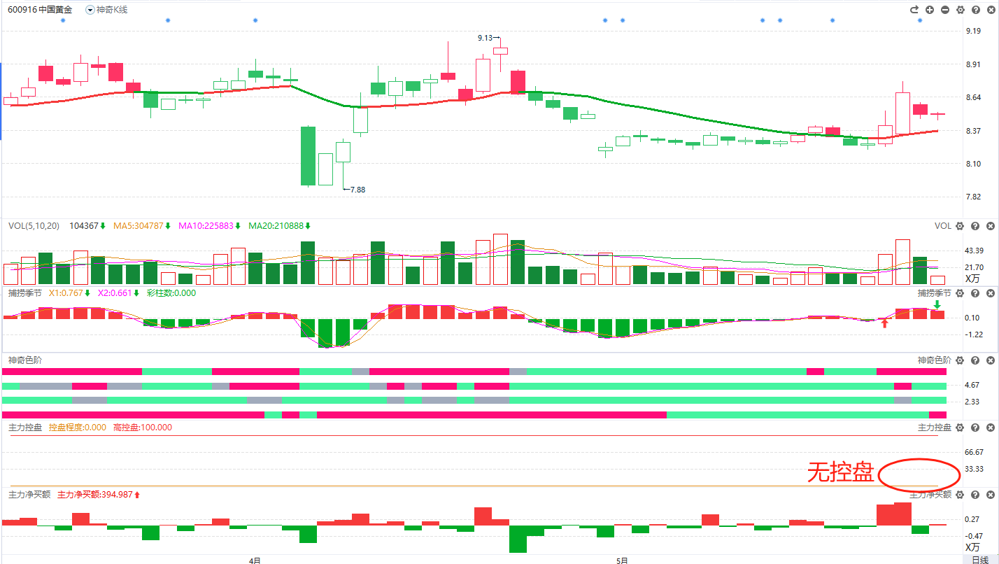 600916 中国黄金 神奇K线
9.19
9.13
8.91
8.64
8.37
8.10
7.88
7.82
VOL(5,10,20) 104367 MA5:304787 MA10:225883 MA20:210888 VOL
43.39
21.70
X万
捕捞季节 X1:0.767 X2:0.661 彩柱数:0.000 捕捞季节
0.10
-1.22
神奇色阶 神奇色阶
4.67
2.33
主力控盘 控盘程度:0.000 高控盘:100.000 主力控盘
66.67
无控盘 33.33
主力净买额 主力净买额:394.987 主力净买额
0.27
-0.47
X万
4月 5月 日线